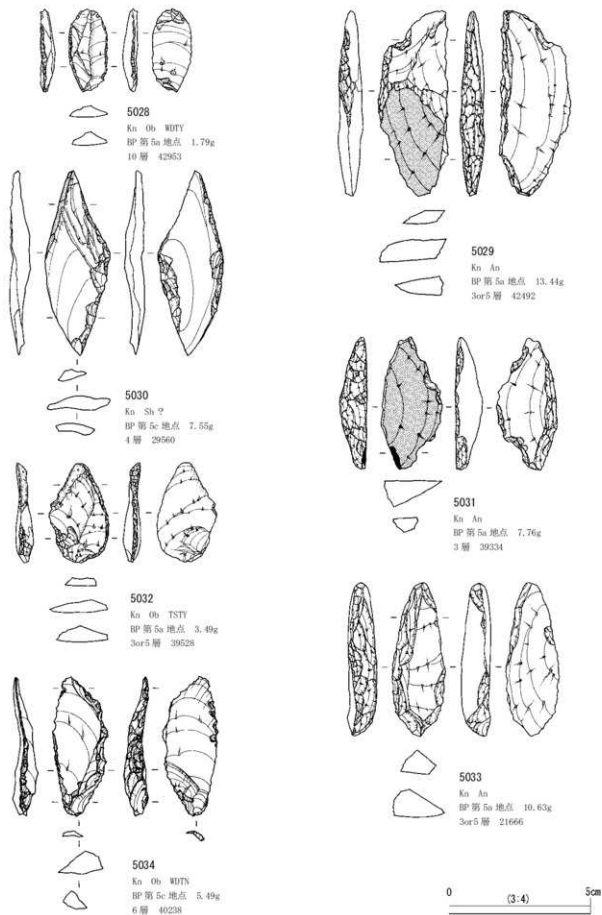 5028
Kn Ob WDTY
BP 第5a 地点 1.79g
10 層 42953
5030
Kn Sh ?
BP 第5c 地点 7.55g
4 層 29560
5032
Kn Ob TSTY
BP 第5a 地点 3.49g
3or5 層 39528
5034
Kn Ob WDTN
BP 第5c 地点 5.49g
6 層 40238
5029
Kn An
BP 第5a 地点 13.44g
3or5 層 42492
5031
Kn An
BP 第5a 地点 7.76g
3 層 39334
5033
Kn An
BP 第5a 地点 10.63g
3or5 層 21666
0 (3:4) 5cm